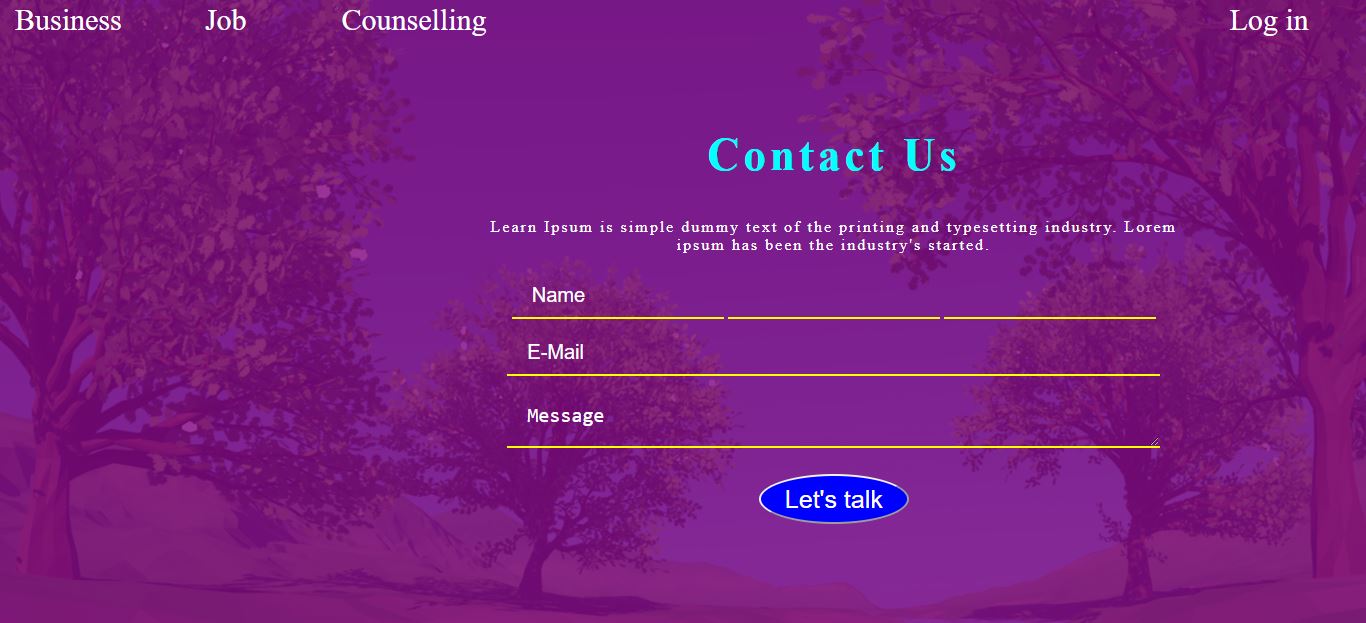 Business Job Counselling Log in
Contact Us
Learn Ipsum is simple dummy text of the printing and typesetting industry. Lorem
ipsum has been the industry's started.
Name
E-Mail
Message
Let's talk